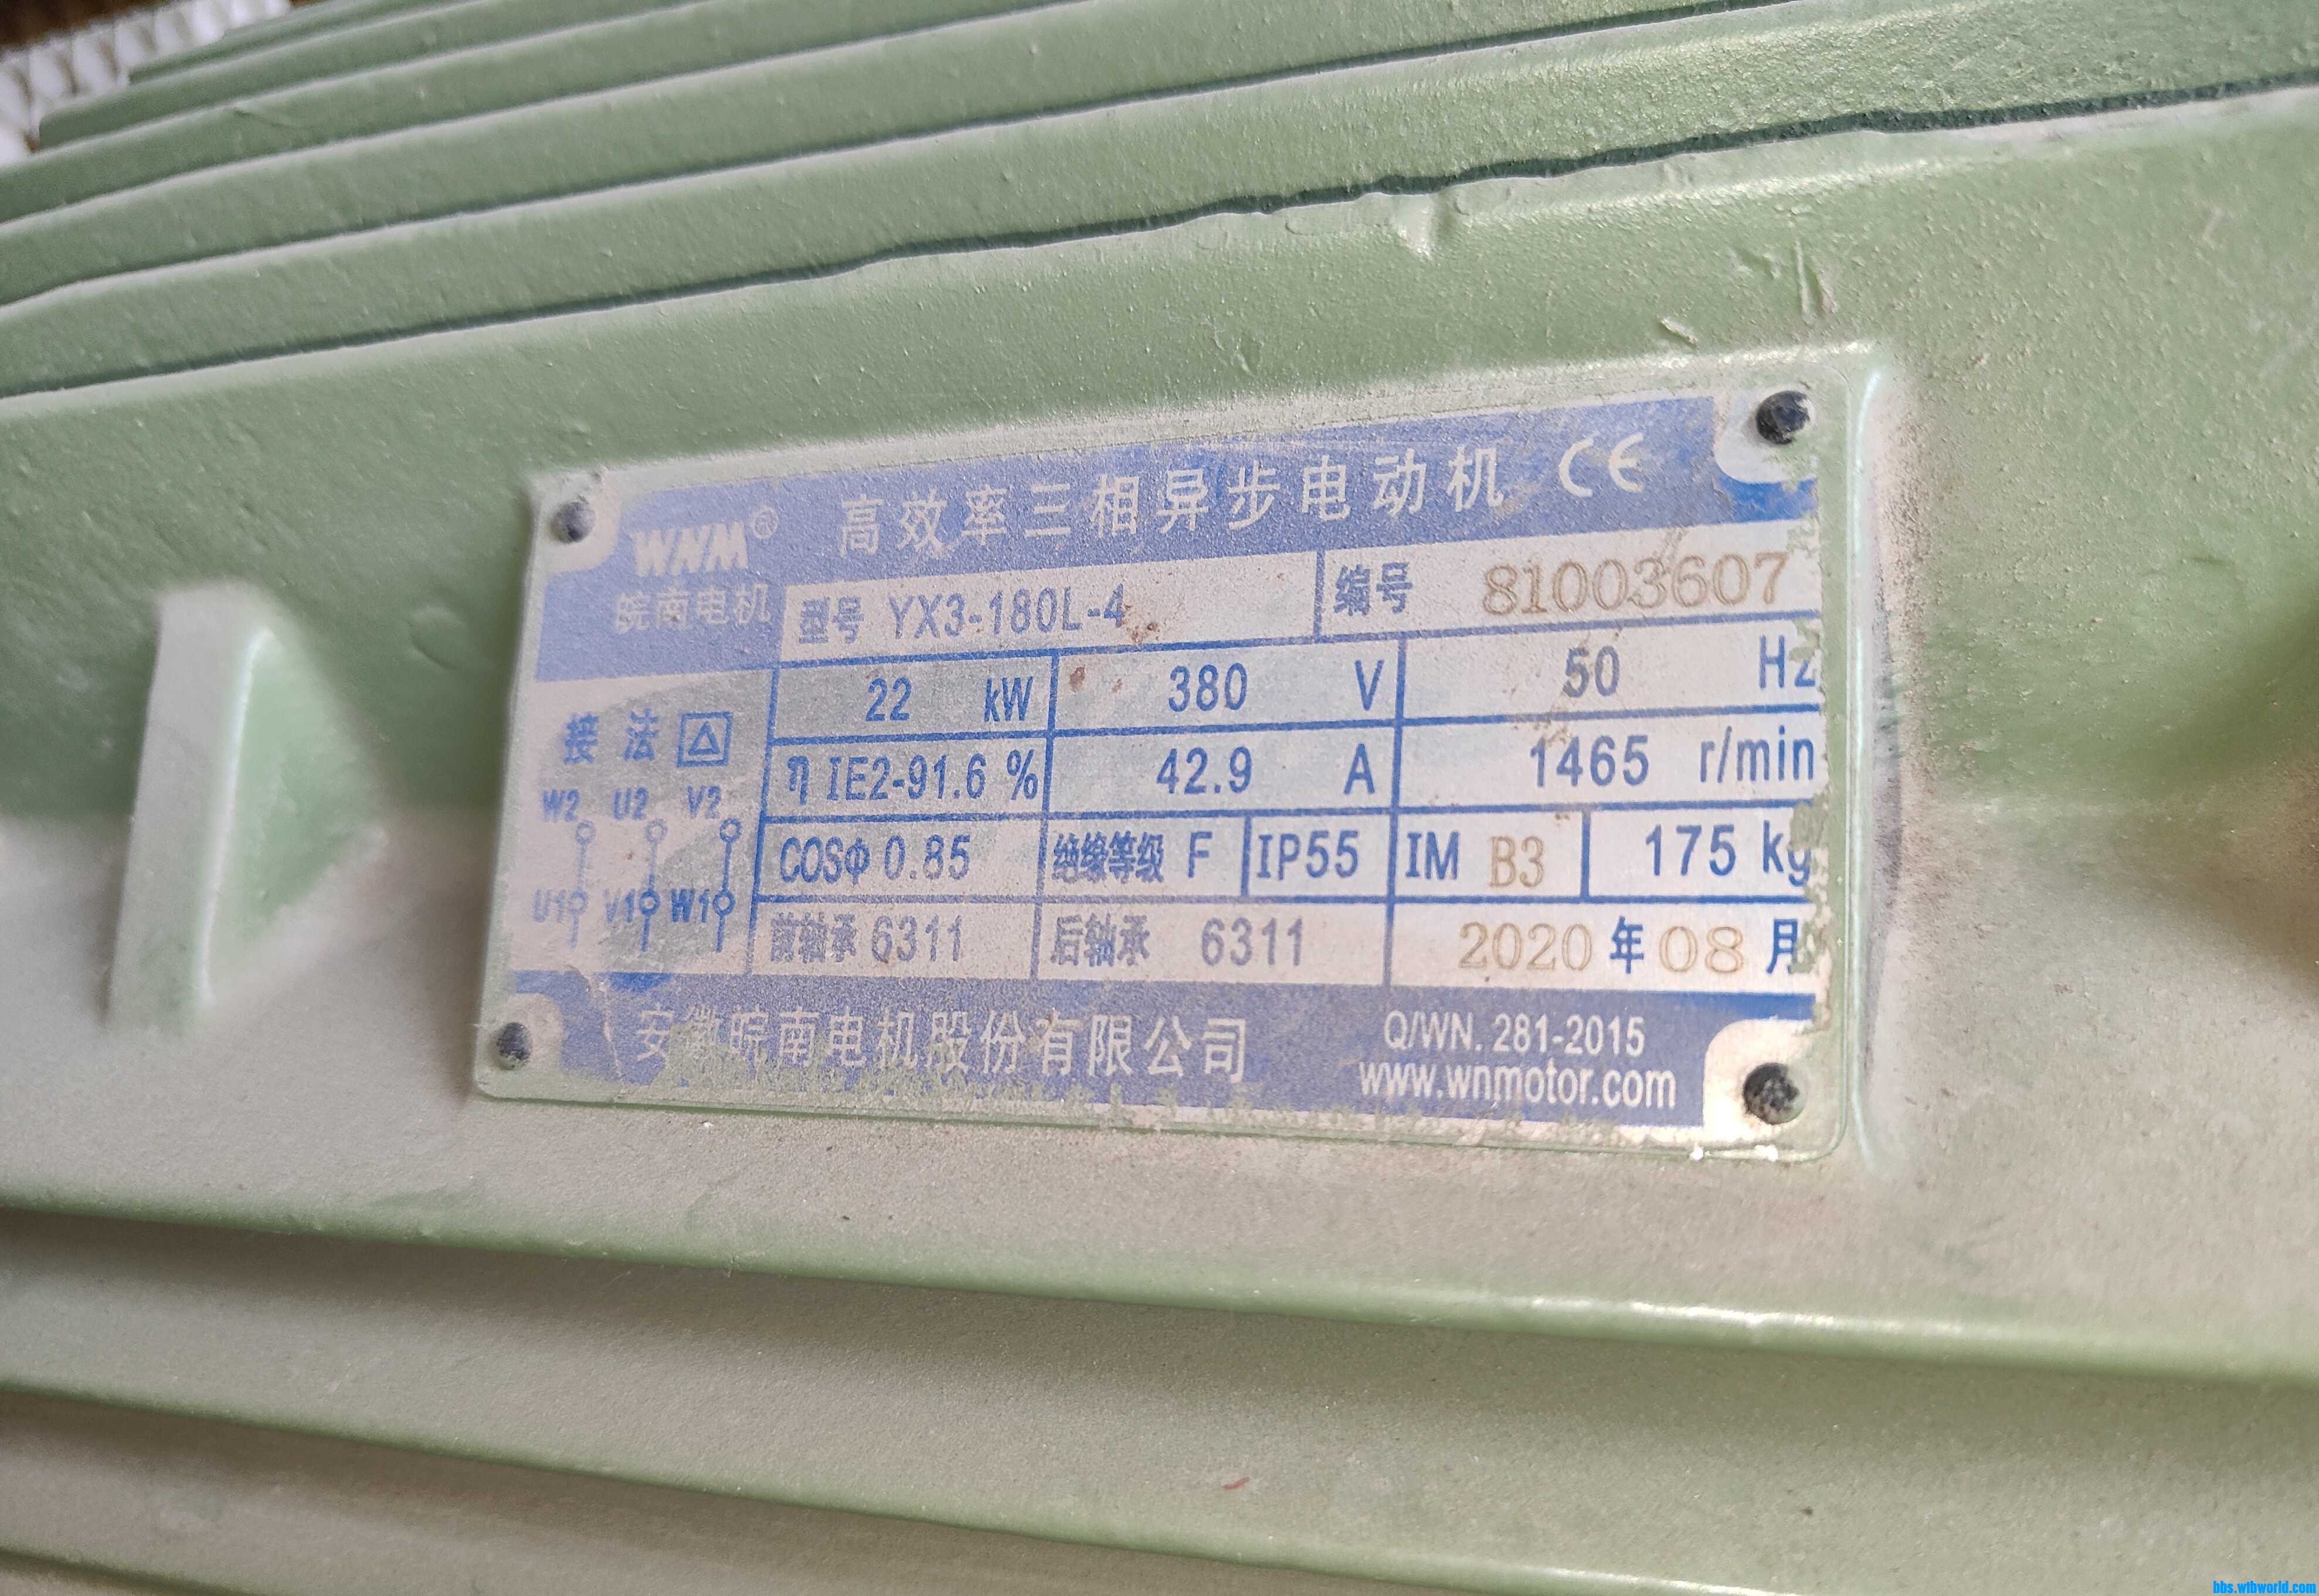 WNM® 高效率三相异步电动机 CE
皖南电机
型号 YX3-180L-4 编号 81003607
22 kW 380 V 50 Hz
接法 △
η IE2-91.6 % 42.9 A 1465 r/min
W2 U2 V2
COSΦ 0.85 绝缘等级 F IP55 IM B3 175 kg
U1 V1 W1
前轴承 6311 后轴承 6311 2020 年 08 月
安徽皖南电机股份有限公司
Q/WN. 281-2015
www.wnmotor.com
bbs.wibworld.com